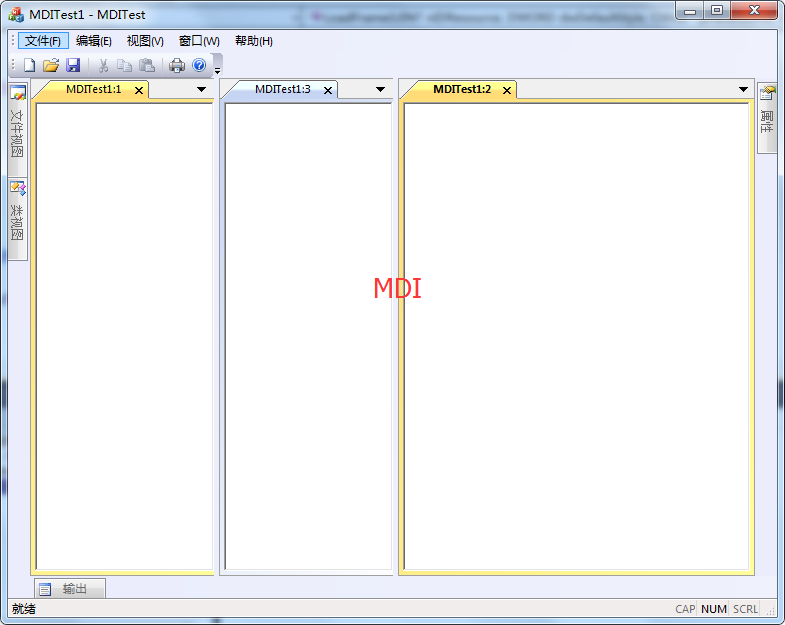 MDITest1 - MDITest
文件(F) 编辑(E) 视图(V) 窗口(W) 帮助(H)
MDITest1:1 MDITest1:3 MDITest1:2
文件视图
类视图
属性
MDI
输出
就绪 CAP NUM SCRL